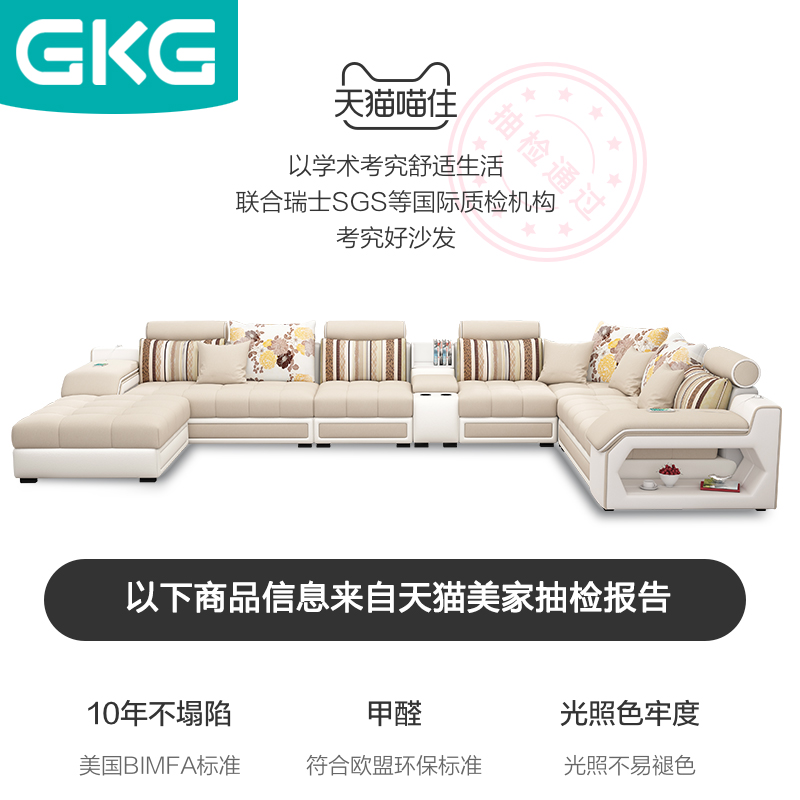 GKG
天猫喵住
抽检通过
以学术考究舒适生活
联合瑞士SGS等国际质检机构
考究好沙发
以下商品信息来自天猫美家抽检报告
10年不塌陷
甲醛
光照色牢度
美国BIMFA标准
符合欧盟环保标准
光照不易褪色